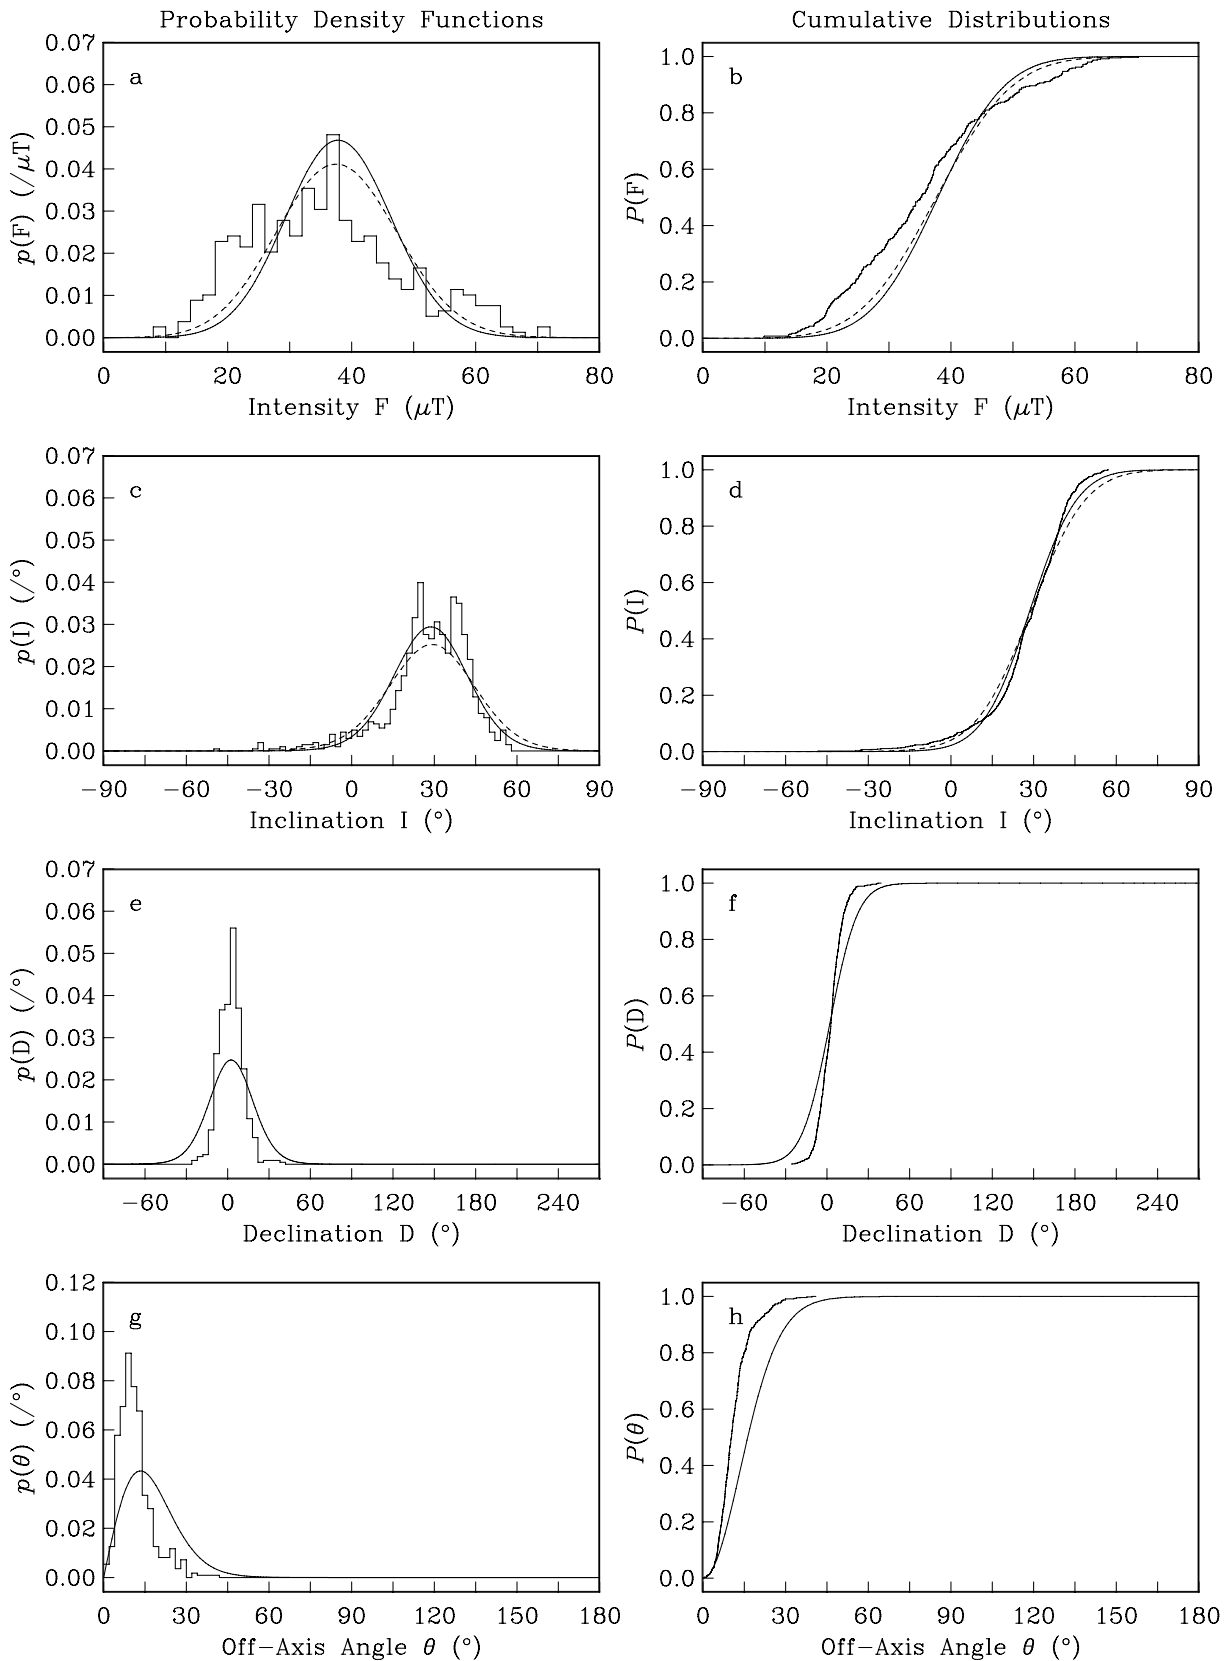 Probability Density Functions
Cumulative Distributions
0.07
0.06
0.05
0.04
0.03
0.02
0.01
0.00
p(F) (/μT)
a
0 20 40 60 80
Intensity F (μT)
1.0
0.8
0.6
0.4
0.2
0.0
P(F)
b
0 20 40 60 80
Intensity F (μT)
0.07
0.06
0.05
0.04
0.03
0.02
0.01
0.00
p(I) (/°)
c
−90 −60 −30 0 30 60 90
Inclination I (°)
1.0
0.8
0.6
0.4
0.2
0.0
P(I)
d
−90 −60 −30 0 30 60 90
Inclination I (°)
0.07
0.06
0.05
0.04
0.03
0.02
0.01
0.00
p(D) (/°)
e
−60 0 60 120 180 240
Declination D (°)
1.0
0.8
0.6
0.4
0.2
0.0
P(D)
f
−60 0 60 120 180 240
Declination D (°)
0.12
0.10
0.08
0.06
0.04
0.02
0.00
p(θ) (/°)
g
0 30 60 90 120 150 180
Off−Axis Angle θ (°)
1.0
0.8
0.6
0.4
0.2
0.0
P(θ)
h
0 30 60 90 120 150 180
Off−Axis Angle θ (°)